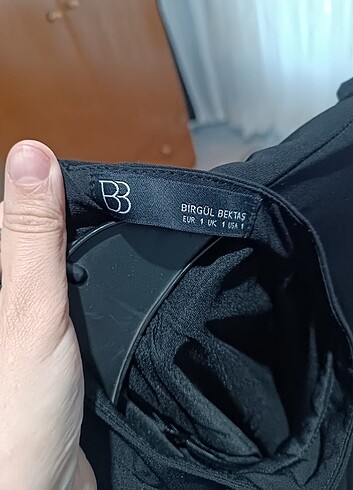 BB
BİRGÜL BEKTAŞ
EUR 1 UK 1 USA 1